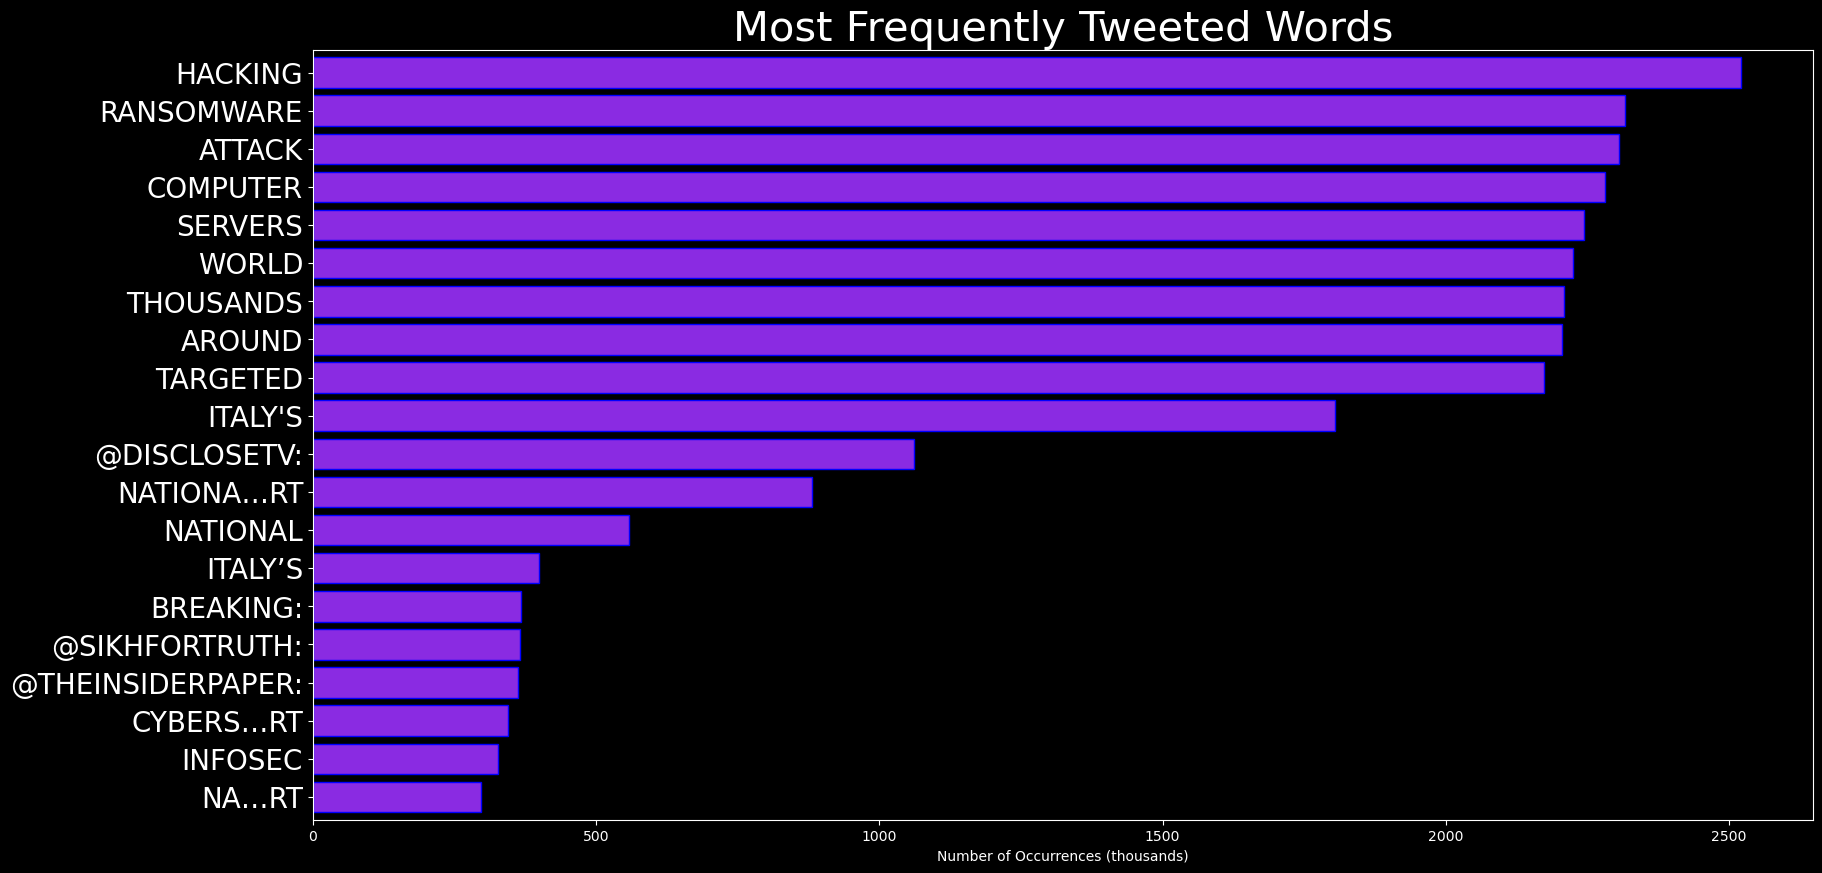 Most Frequently Tweeted Words
HACKING
RANSOMWARE
ATTACK
COMPUTER
SERVERS
WORLD
THOUSANDS
AROUND
TARGETED
ITALY'S
@DISCLOSETV:
NATIONA…RT
NATIONAL
ITALY’S
BREAKING:
@SIKHFORTRUTH:
@THEINSIDERPAPER:
CYBERS…RT
INFOSEC
NA…RT
0 500 1000 1500 2000 2500
Number of Occurrences (thousands)